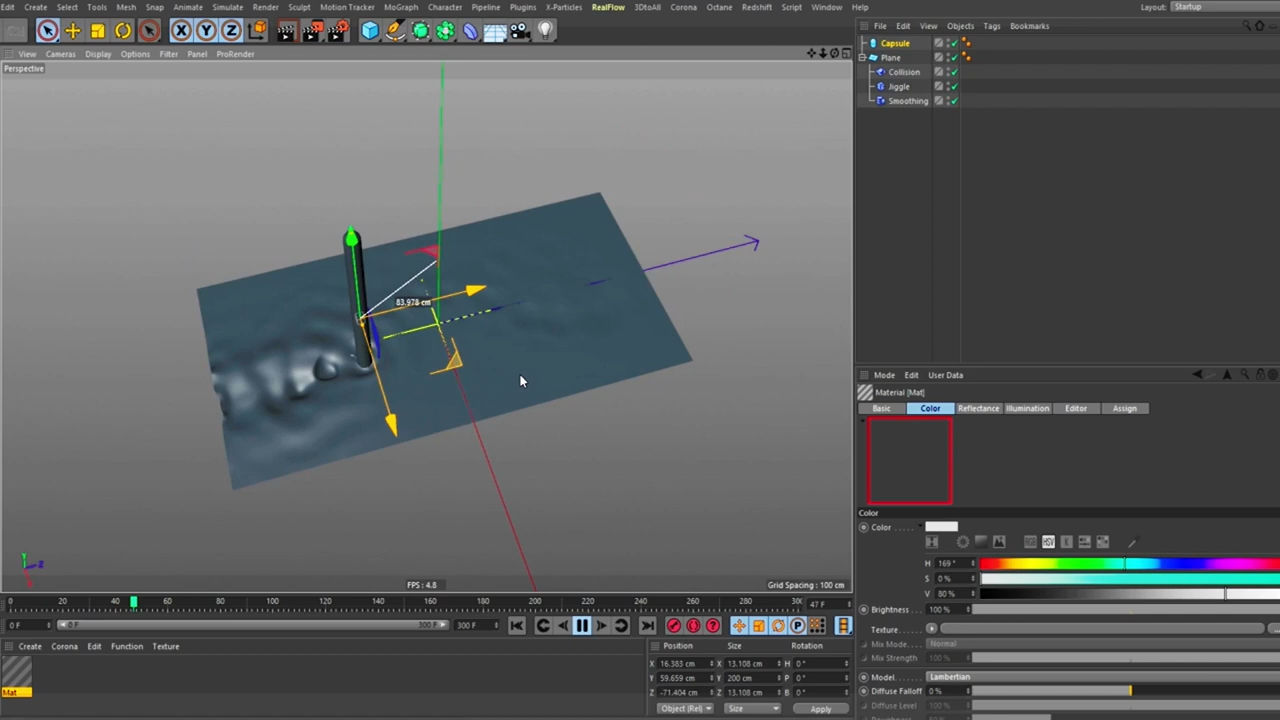 Edit Create Select Tools Mesh Snap Animate Simulate Render Sculpt Motion Tracker MoGraph Character Pipeline Plugins X-Particles RealFlow 3DtoAll Corona Octane Redshift Script Window Help Layout: Startup
View Cameras Display Options Filter Panel ProRender
Perspective
83.978 cm
FPS : 4.8
Grid Spacing : 100 cm
0 20 40 60 80 100 120 140 160 180 200 220 240 260 280 30 47 F
0 F 0 F 300 F 300 F
Create Corona Edit Function Texture
Mat
Position Size Rotation
X 16.383 cm X 13.108 cm H 0 °
Y 59.659 cm Y 200 cm P 0 °
Z -71.404 cm Z 13.108 cm B 0 °
Object (Rel) Size Apply
File Edit View Objects Tags Bookmarks
Capsule
Plane
Collision
Jiggle
Smoothing
Mode Edit User Data
Material [Mat]
Basic Color Reflectance Illumination Editor Assign
Color
Color
RGB HSV K
H 169 °
S 0 %
V 80 %
Brightness 100 %
Texture
Mix Mode Normal
Mix Strength 100 %
Model Lambertian
Diffuse Falloff 0 %
Diffuse Level 100 %